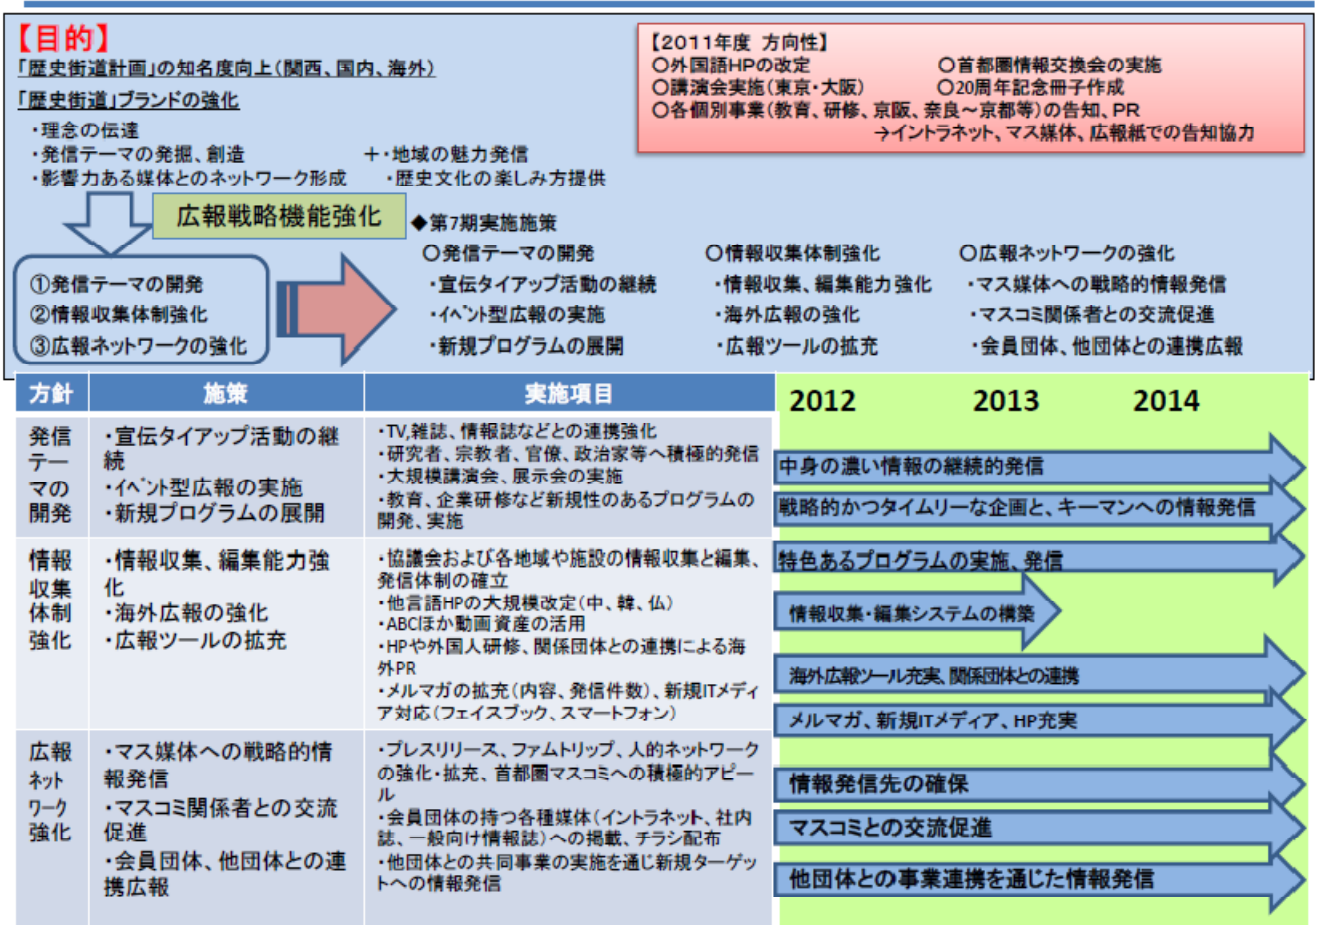 【目的】
「歴史街道計画」の知名度向上(関西、国内、海外)
「歴史街道」ブランドの強化
・理念の伝達
・発信テーマの発掘、創造　　　＋・地域の魅力発信
・影響力ある媒体とのネットワーク形成　・歴史文化の楽しみ方提供
【2011年度 方向性】
○外国語HPの改定　○首都圏情報交換会の実施
○講演会実施(東京・大阪)　○20周年記念冊子作成
○各個別事業(教育、研修、京阪、奈良～京都等)の告知、PR
→イントラネット、マス媒体、広報紙での告知協力
広報戦略機能強化
①発信テーマの開発
②情報収集体制強化
③広報ネットワークの強化
◆第7期実施施策
○発信テーマの開発
・宣伝タイアップ活動の継続
・イベント型広報の実施
・新規プログラムの展開
○情報収集体制強化
・情報収集、編集能力強化
・海外広報の強化
・広報ツールの拡充
○広報ネットワークの強化
・マス媒体への戦略的情報発信
・マスコミ関係者との交流促進
・会員団体、他団体との連携広報
方針　施策　実施項目　2012　2013　2014
発信
テー
マの
開発
・宣伝タイアップ活動の継
続
・イベント型広報の実施
・新規プログラムの展開
・TV,雑誌、情報誌などとの連携強化
・研究者、宗教者、官僚、政治家等へ積極的発信
・大規模講演会、展示会の実施
・教育、企業研修など新規性のあるプログラムの
開発、実施
中身の濃い情報の継続的発信
戦略的かつタイムリーな企画と、キーマンへの情報発信
特色あるプログラムの実施、発信
情報
収集
体制
強化
・情報収集、編集能力強
化
・海外広報の強化
・広報ツールの拡充
・協議会および各地域や施設の情報収集と編集、
発信体制の確立
・他言語HPの大規模改定(中、韓、仏)
・ABCほか動画資産の活用
・HPや外国人研修、関係団体との連携による海
外PR
・メルマガの拡充(内容、発信件数)、新規ITメディ
ア対応(フェイスブック、スマートフォン)
情報収集・編集システムの構築
海外広報ツール充実、関係団体との連携
メルマガ、新規ITメディア、HP充実
広報
ネット
ワーク
強化
・マス媒体への戦略的情
報発信
・マスコミ関係者との交流
促進
・会員団体、他団体との連
携広報
・プレスリリース、ファムトリップ、人的ネットワーク
の強化・拡充、首都圏マスコミへの積極的アピー
ル
・会員団体の持つ各種媒体(イントラネット、社内
誌、一般向け情報誌)への掲載、チラシ配布
・他団体との共同事業の実施を通じ新規ターゲッ
トへの情報発信
情報発信先の確保
マスコミとの交流促進
他団体との事業連携を通じた情報発信